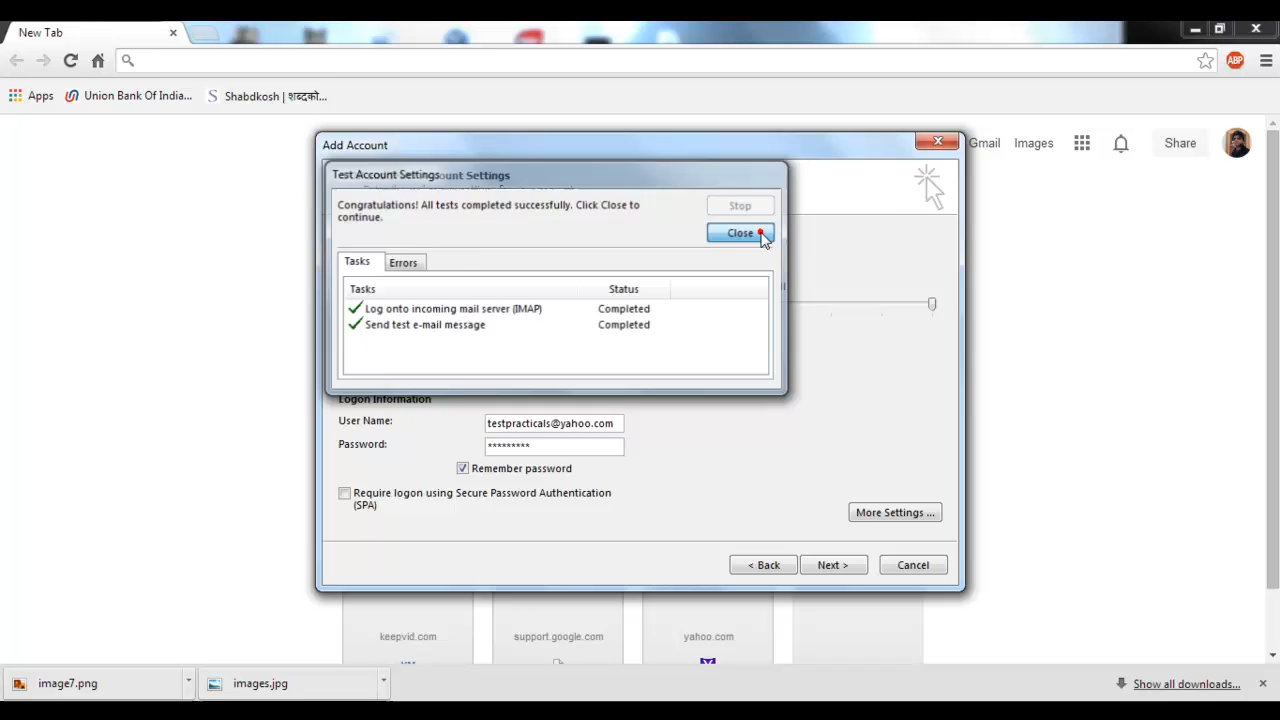 New Tab
ABP
Apps
Union Bank Of India...
Shabdkosh | शब्दको...
Gmail
Images
Share
Add Account
Test Account Settings
ount Settings
Congratulations! All tests completed successfully. Click Close to
continue.
Stop
Close
Tasks
Errors
Tasks Status
Log onto incoming mail server (IMAP) Completed
Send test e-mail message Completed
Logon Information
User Name: testpracticals@yahoo.com
Password: *********
Remember password
Require logon using Secure Password Authentication
(SPA)
More Settings ...
< Back
Next >
Cancel
keepvid.com
support.google.com
yahoo.com
image7.png
images.jpg
Show all downloads...